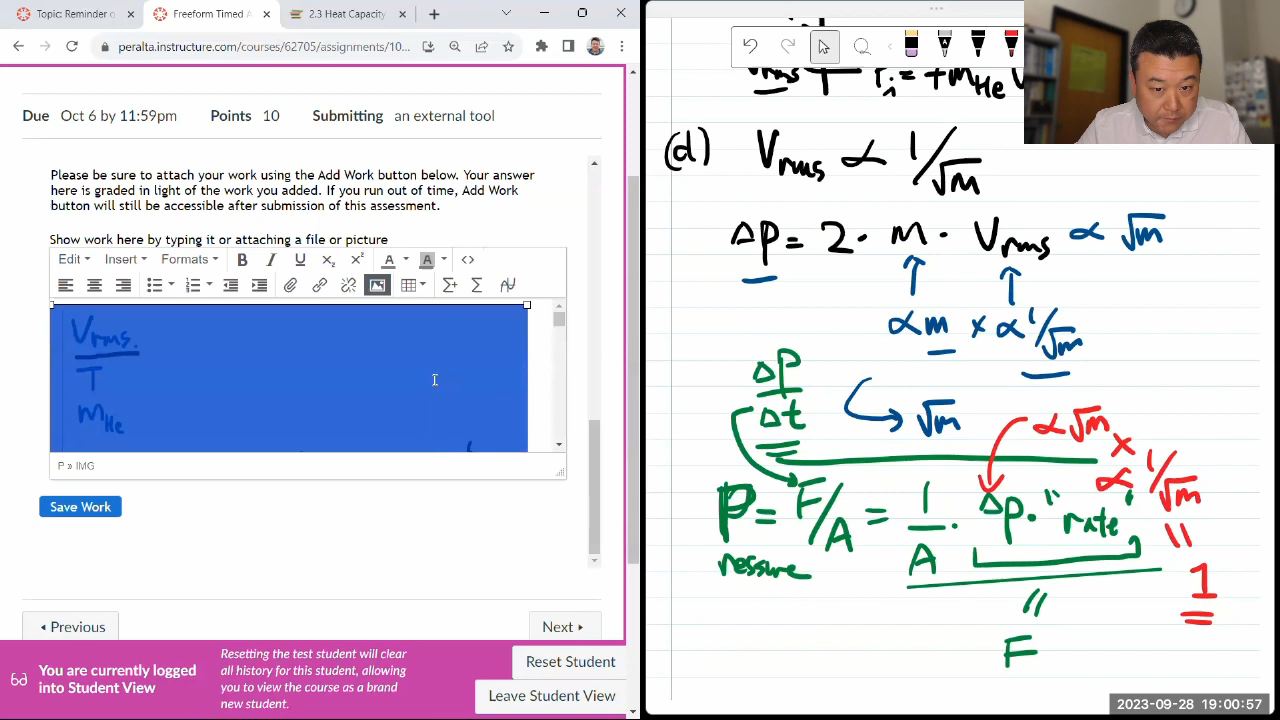 Topic Reminder o
Freeform Timed A
2.3 Heat Capacity
peralta.instructure.com/courses/62705/assignments/10...
Due Oct 6 by 11:59pm Points 10 Submitting an external tool
Please be sure to attach your work using the Add Work button below. Your answer
here is graded in light of the work you added. If you run out of time, Add Work
button will still be accessible after submission of this assessment.
Show work here by typing it or attaching a file or picture
Edit Insert Formats B I U X₂ X² A A <>
Vrms.
T
mHe
P » IMG
Save Work
◂ Previous
Next ▸
You are currently logged
into Student View
Resetting the test student will clear
all history for this student, allowing
you to view the course as a brand
new student.
Reset Student
Leave Student View
Vrms T
(d) Vrms ∝ 1/√m
Δp = 2 · m · Vrms ∝ √m
∝ m × ∝ 1/√m
√m
Δp
Δt
∝ √m
×
∝ 1/√m
=
1
Pressure = F/A = 1/A · Δp · "rate"
=
F
2023-09-28 19:00:57